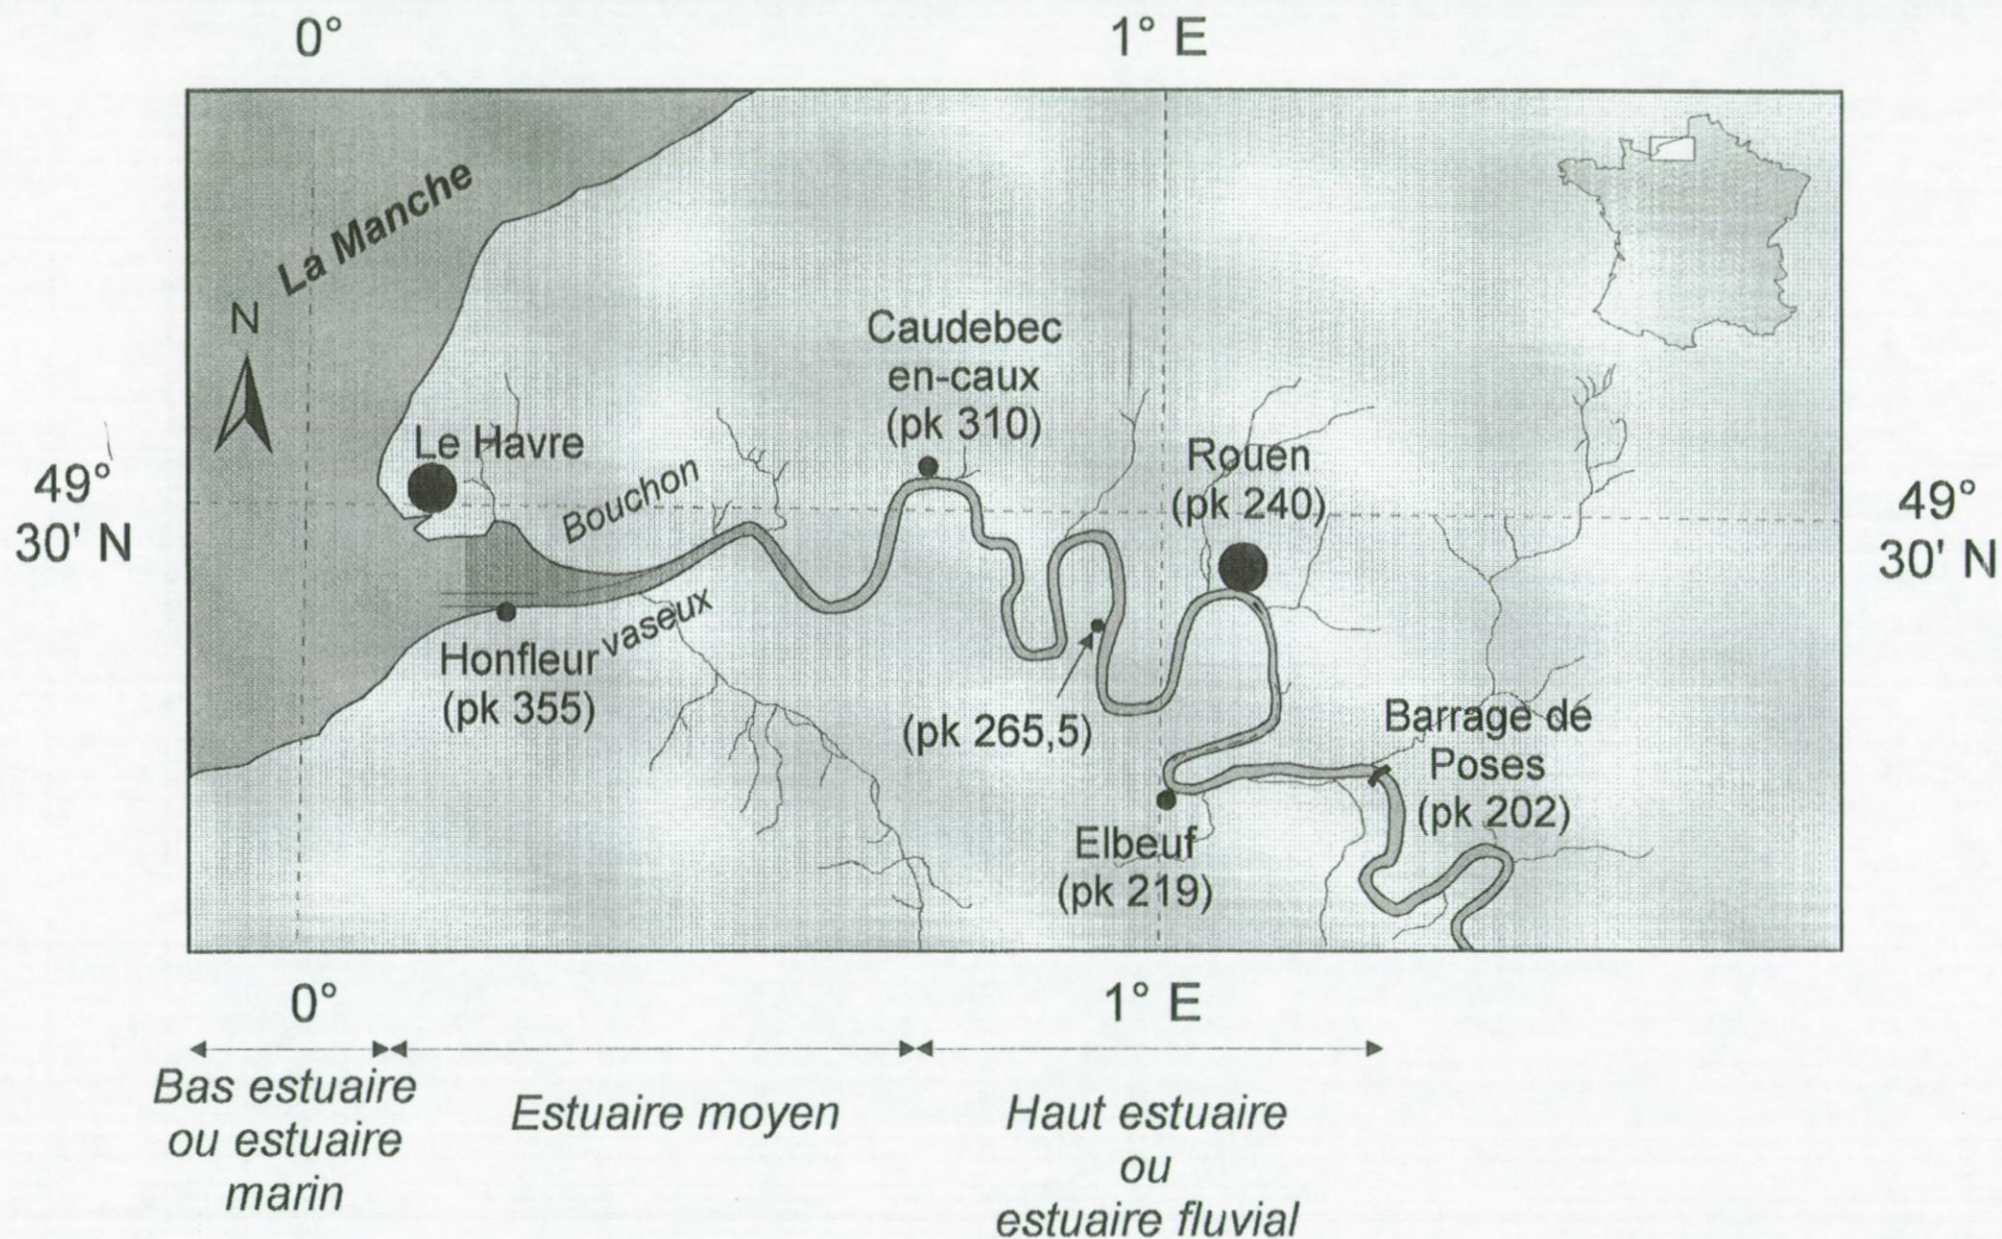 0°
1° E
La Manche
N
Caudebec
en-caux
(pk 310)
Le Havre
Rouen
(pk 240)
49°
30' N
49°
30' N
Bouchon
vaseux
Honfleur
(pk 355)
(pk 265,5)
Barrage de
Poses
(pk 202)
Elbeuf
(pk 219)
0°
1° E
Bas estuaire
ou estuaire
marin
Estuaire moyen
Haut estuaire
ou
estuaire fluvial